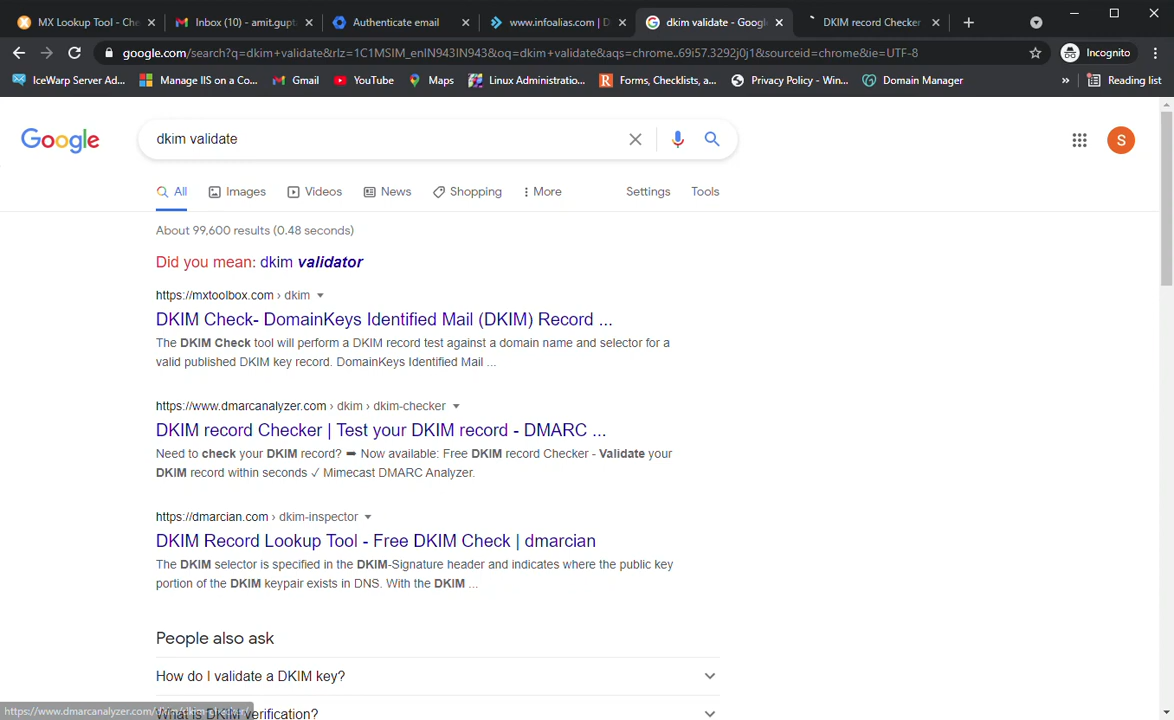 MX Lookup Tool - Che
Inbox (10) - amit.gupt
Authenticate email
www.infoalias.com | D
dkim validate - Googl
DKIM record Checker
google.com/search?q=dkim+validate&rlz=1C1MSIM_enIN943IN943&oq=dkim+validate&aqs=chrome..69i57.3292j0j1&sourceid=chrome&ie=UTF-8
Incognito
IceWarp Server Ad...
Manage IIS on a Co...
Gmail
YouTube
Maps
Linux Administratio...
Forms, Checklists, a...
Privacy Policy - Win...
Domain Manager
»
Reading list
Google
dkim validate
S
All
Images
Videos
News
Shopping
More
Settings
Tools
About 99,600 results (0.48 seconds)
Did you mean: dkim validator
https://mxtoolbox.com › dkim
DKIM Check- DomainKeys Identified Mail (DKIM) Record ...
The DKIM Check tool will perform a DKIM record test against a domain name and selector for a
valid published DKIM key record. DomainKeys Identified Mail ...
https://www.dmarcanalyzer.com › dkim › dkim-checker
DKIM record Checker | Test your DKIM record - DMARC ...
Need to check your DKIM record? ➡ Now available: Free DKIM record Checker - Validate your
DKIM record within seconds ✓ Mimecast DMARC Analyzer.
https://dmarcian.com › dkim-inspector
DKIM Record Lookup Tool - Free DKIM Check | dmarcian
The DKIM selector is specified in the DKIM-Signature header and indicates where the public key
portion of the DKIM keypair exists in DNS. With the DKIM ...
People also ask
How do I validate a DKIM key?
What is DKIM verification?
https://www.dmarcanalyzer.com/